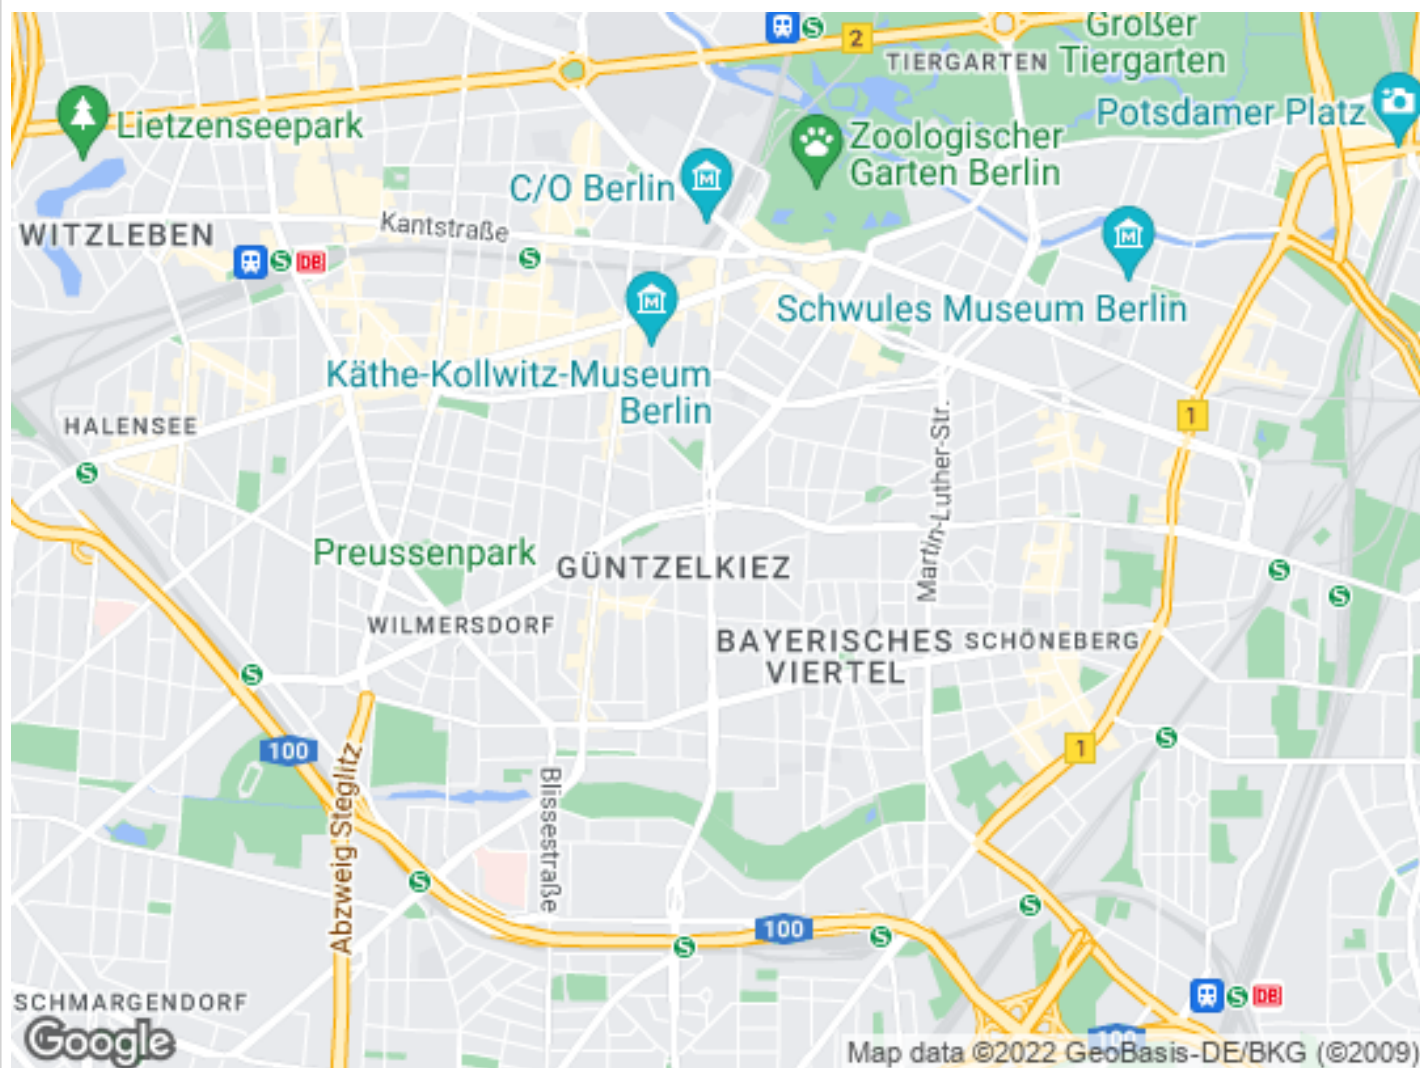 Großer
Tiergarten
2
TIERGARTEN
Lietzenseepark
Potsdamer Platz
Zoologischer
Garten Berlin
C/O Berlin
M
M
Kantstraße
WITZLEBEN
S
S
S
DB
M
Schwules Museum Berlin
Käthe-Kollwitz-Museum
Berlin
HALENSEE
1
S
Martin-Luther-Str.
Preussenpark
GÜNTZELKIEZ
S
S
WILMERSDORF
BAYERISCHES
VIERTEL
SCHÖNEBERG
S
100
1
S
Abzweig Steglitz
Blissestraße
S
S
100
S
S
SCHMARGENDORF
S
DB
Google
100
Map data ©2022 GeoBasis-DE/BKG (©2009)